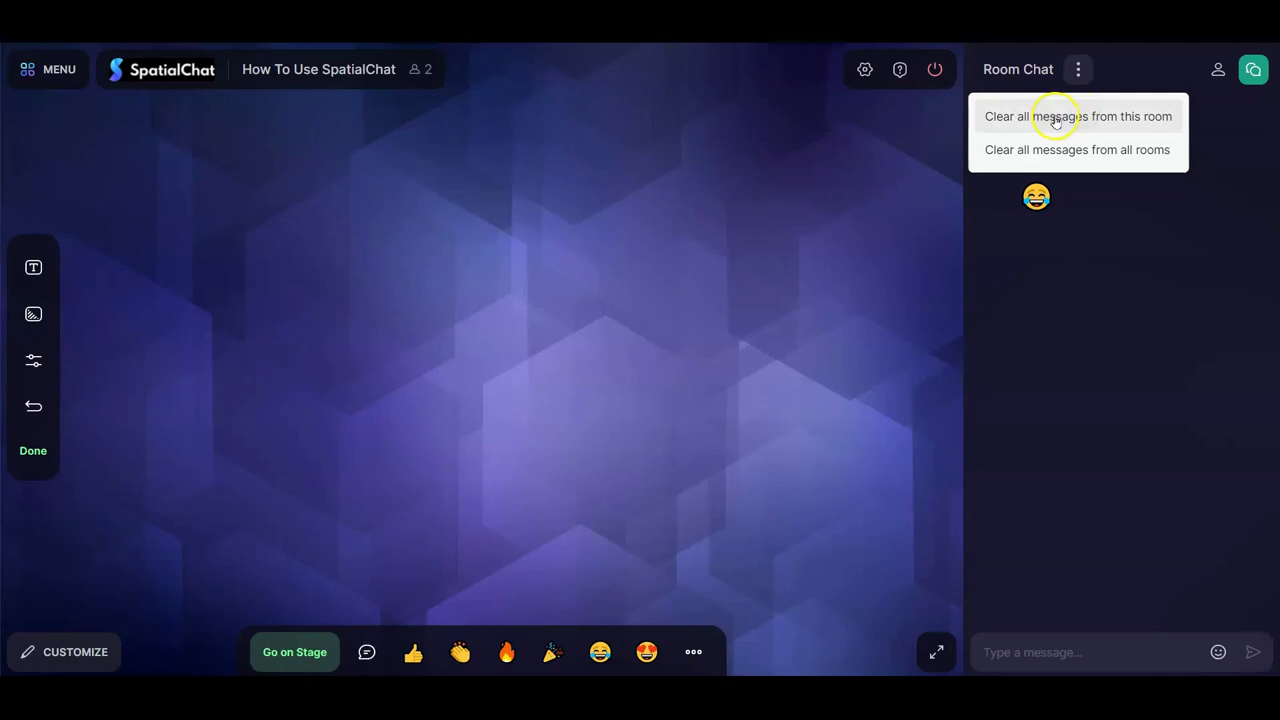 MENU
SpatialChat
How To Use SpatialChat
2
Room Chat
Clear all messages from this room
Clear all messages from all rooms
Done
CUSTOMIZE
Go on Stage
Type a message...